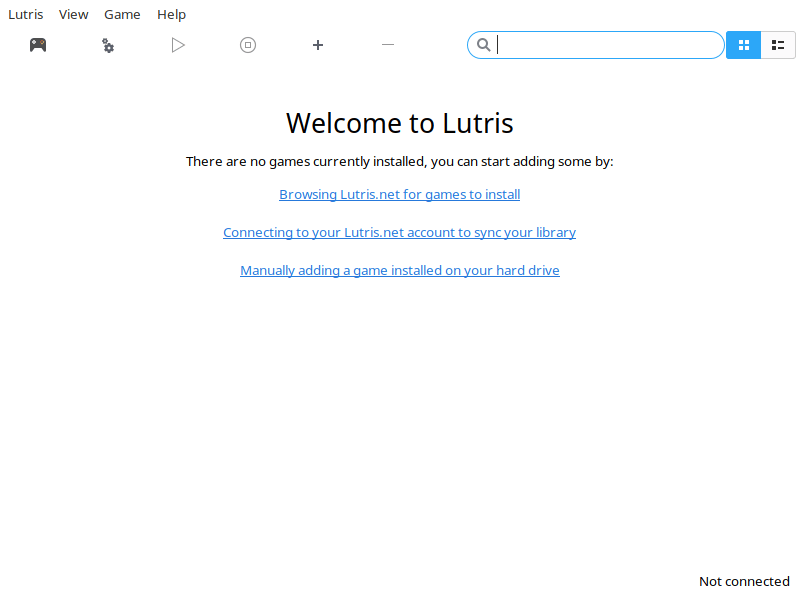 Lutris View Game Help
Welcome to Lutris
There are no games currently installed, you can start adding some by:
Browsing Lutris.net for games to install
Connecting to your Lutris.net account to sync your library
Manually adding a game installed on your hard drive
Not connected